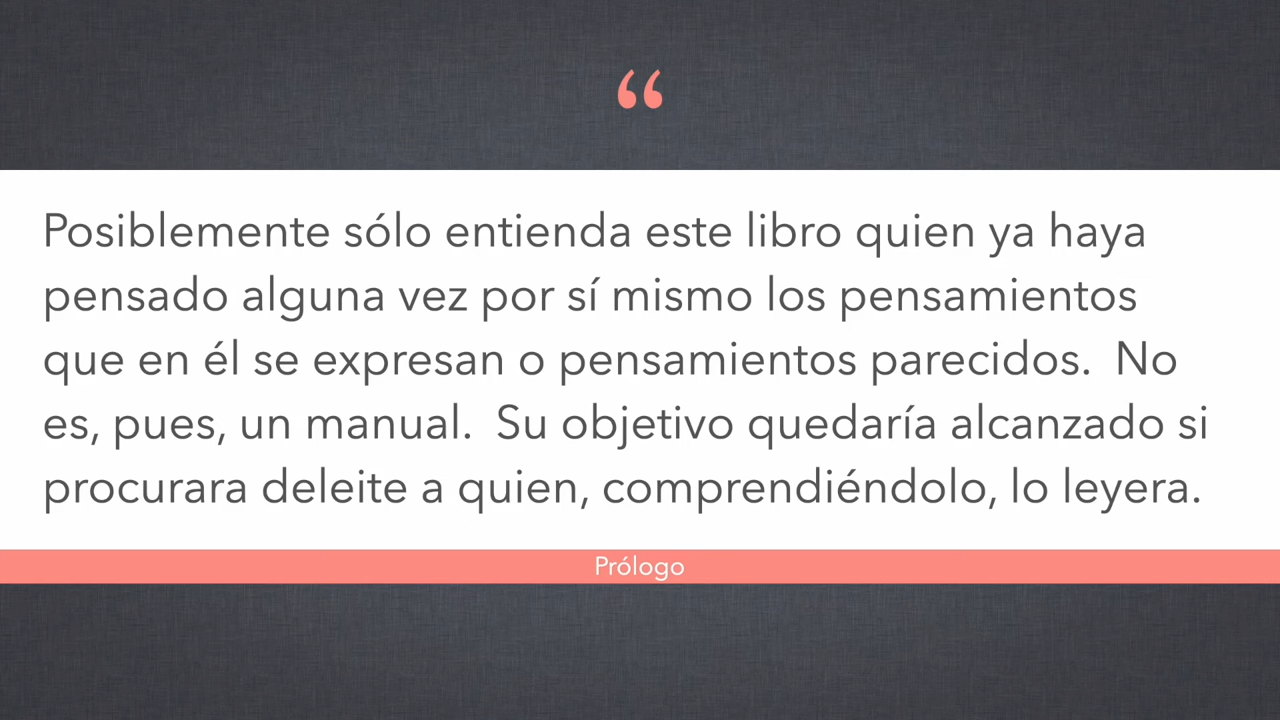 “
Posiblemente sólo entienda este libro quien ya haya
pensado alguna vez por sí mismo los pensamientos
que en él se expresan o pensamientos parecidos.  No
es, pues, un manual.  Su objetivo quedaría alcanzado si
procurara deleite a quien, comprendiéndolo, lo leyera.
Prólogo